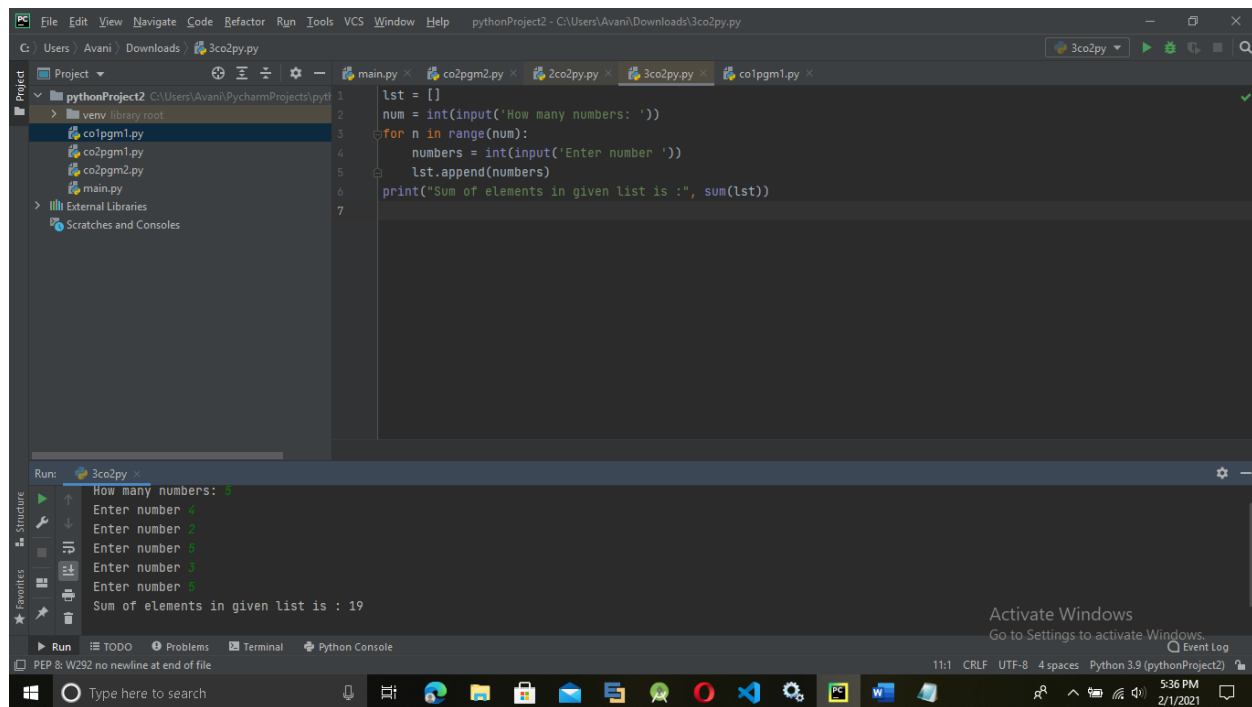 PC File Edit View Navigate Code Refactor Run Tools VCS Window Help pythonProject2 - C:\Users\Avani\Downloads\3co2py.py
C: Users Avani Downloads 3co2py.py 3co2py
Project
Project main.py co2pgm2.py 2co2py.py 3co2py.py co1pgm1.py
pythonProject2 C:\Users\Avani\PycharmProjects\pyth
venv library root
co1pgm1.py
co2pgm1.py
co2pgm2.py
main.py
External Libraries
Scratches and Consoles
1 lst = []
2 num = int(input('How many numbers: '))
3 for n in range(num):
4     numbers = int(input('Enter number '))
5     lst.append(numbers)
6 print("Sum of elements in given list is :", sum(lst))
7
Run: 3co2py
How many numbers: 5
Enter number 4
Enter number 2
Enter number 5
Enter number 3
Enter number 5
Sum of elements in given list is : 19
Structure
Favorites
Activate Windows
Go to Settings to activate Windows.
Run TODO Problems Terminal Python Console Event Log
PEP 8: W292 no newline at end of file 11:1 CRLF UTF-8 4 spaces Python 3.9 (pythonProject2)
Type here to search PC W 5:36 PM
2/1/2021